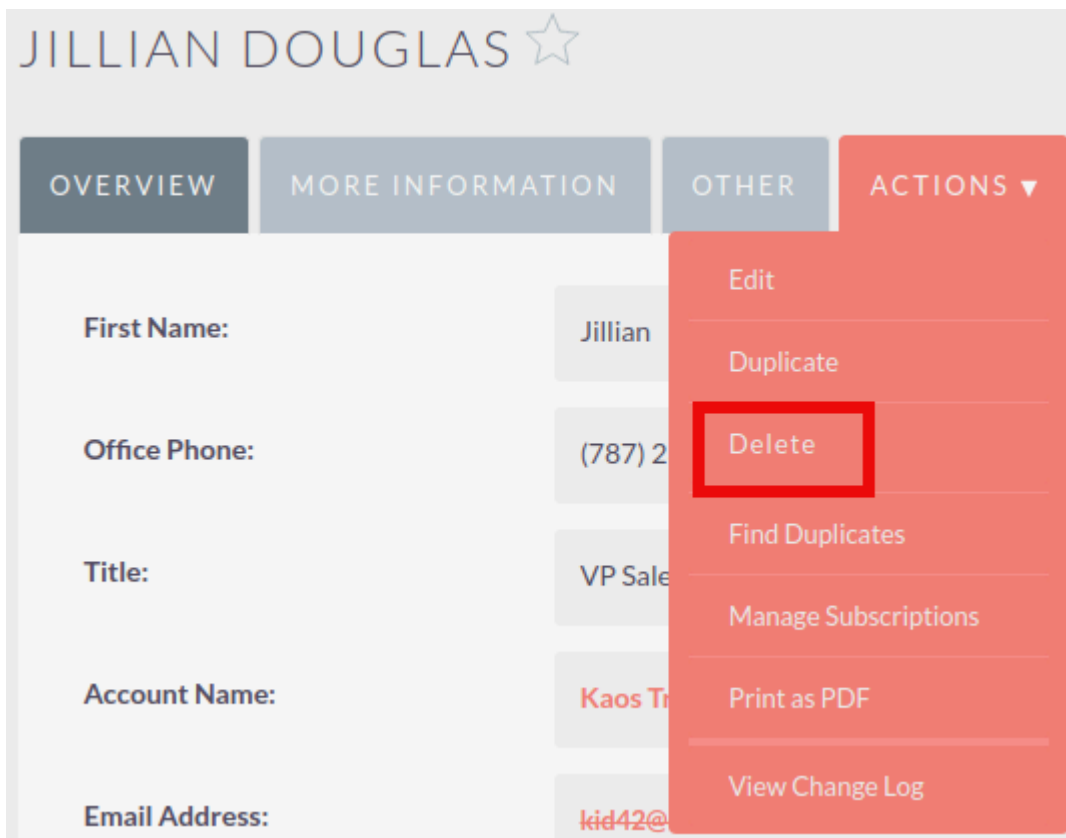 JILLIAN DOUGLAS
OVERVIEW MORE INFORMATION OTHER ACTIONS ▼
Edit
First Name: Jillian
Duplicate
Office Phone: (787) 2
Delete
Find Duplicates
Title: VP Sale
Manage Subscriptions
Account Name: Kaos Tr
Print as PDF
View Change Log
Email Address: kid42@